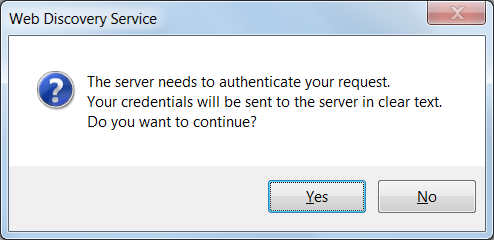 Web Discovery Service
The server needs to authenticate your request.
Your credentials will be sent to the server in clear text.
Do you want to continue?
Yes
No